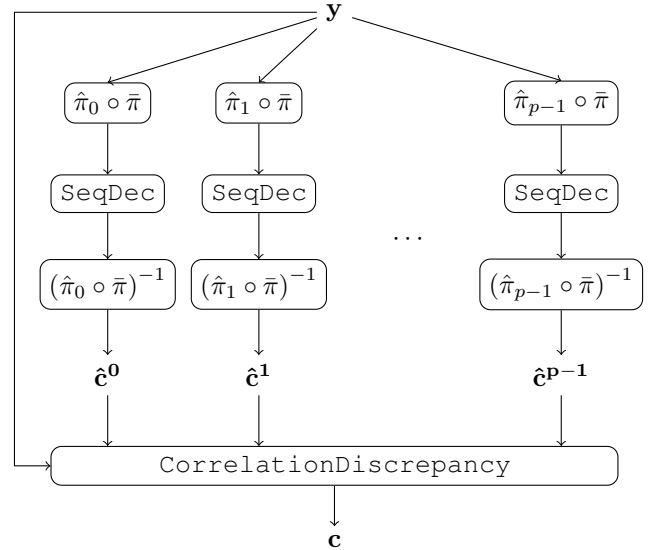 y
π̂₀ ∘ π̄ π̂₁ ∘ π̄ π̂ₚ₋₁ ∘ π̄
SeqDec SeqDec SeqDec
...
(π̂₀ ∘ π̄)⁻¹ (π̂₁ ∘ π̄)⁻¹ (π̂ₚ₋₁ ∘ π̄)⁻¹
ĉ⁰ ĉ¹ ĉᵖ⁻¹
CorrelationDiscrepancy
c